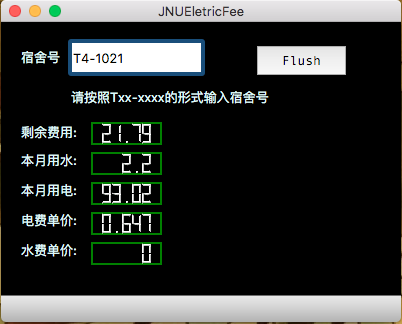 JNUEletricFee
宿舍号 T4-1021 Flush
请按照Txx-xxxx的形式输入宿舍号
剩余费用: 21.79
本月用水: 2.2
本月用电: 93.02
电费单价: 0.647
水费单价: 0